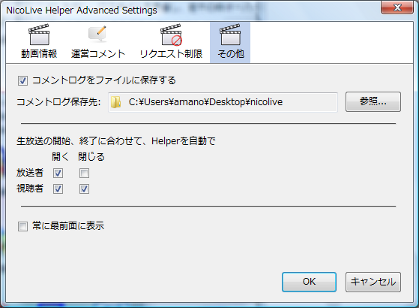 NicoLive Helper Advanced Settings
動画情報 運営コメント リクエスト制限 その他
コメントログをファイルに保存する
コメントログ保存先: C:¥Users¥amano¥Desktop¥nicolive 参照...
生放送の開始、終了に合わせて、Helperを自動で
開く 閉じる
放送者
視聴者
常に最前面に表示
OK キャンセル